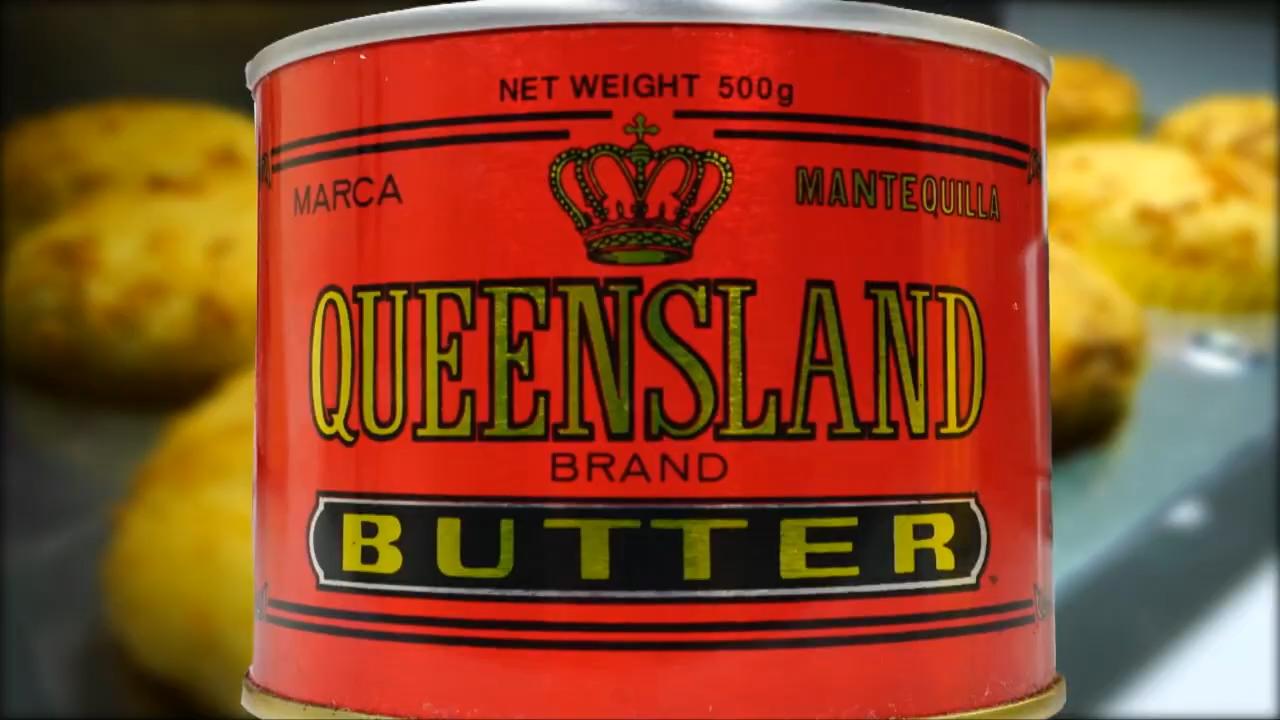 NET WEIGHT 500g
MARCA
MANTEQUILLA
QUEENSLAND
BRAND
BUTTER